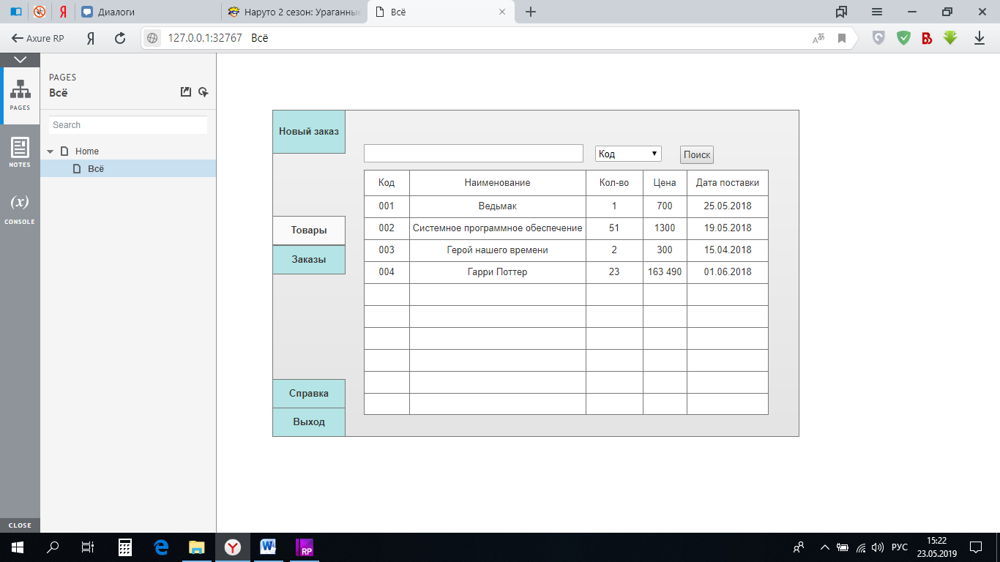 Диалоги
Наруто 2 сезон: Ураганные
Всё
Axure RP
Я
127.0.0.1:32767 Всё
PAGES
Всё
PAGES
Search
Home
Всё
NOTES
(x)
CONSOLE
CLOSE
Новый заказ
Код
Поиск
Товары
Заказы
Справка
Выход
Код Наименование Кол-во Цена Дата поставки
001 Ведьмак 1 700 25.05.2018
002 Системное программное обеспечение 51 1300 19.05.2018
003 Герой нашего времени 2 300 15.04.2018
004 Гарри Поттер 23 163 490 01.06.2018
RP
РУС
15:22
23.05.2019